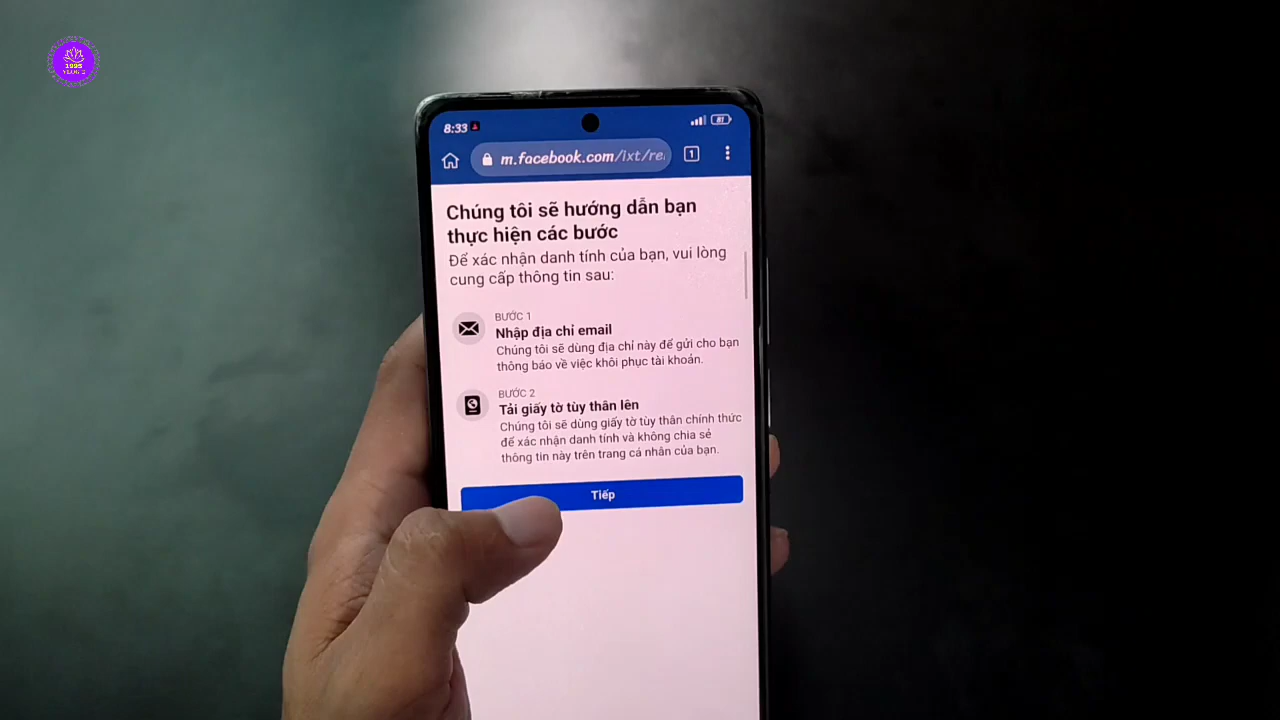 1995
VLOG'S
8:33
81
m.facebook.com/ixt/re
1
Chúng tôi sẽ hướng dẫn bạn
thực hiện các bước
Để xác nhận danh tính của bạn, vui lòng
cung cấp thông tin sau:
BƯỚC 1
Nhập địa chỉ email
Chúng tôi sẽ dùng địa chỉ này để gửi cho bạn
thông báo về việc khôi phục tài khoản.
BƯỚC 2
Tải giấy tờ tùy thân lên
Chúng tôi sẽ dùng giấy tờ tùy thân chính thức
để xác nhận danh tính và không chia sẻ
thông tin này trên trang cá nhân của bạn.
Tiếp